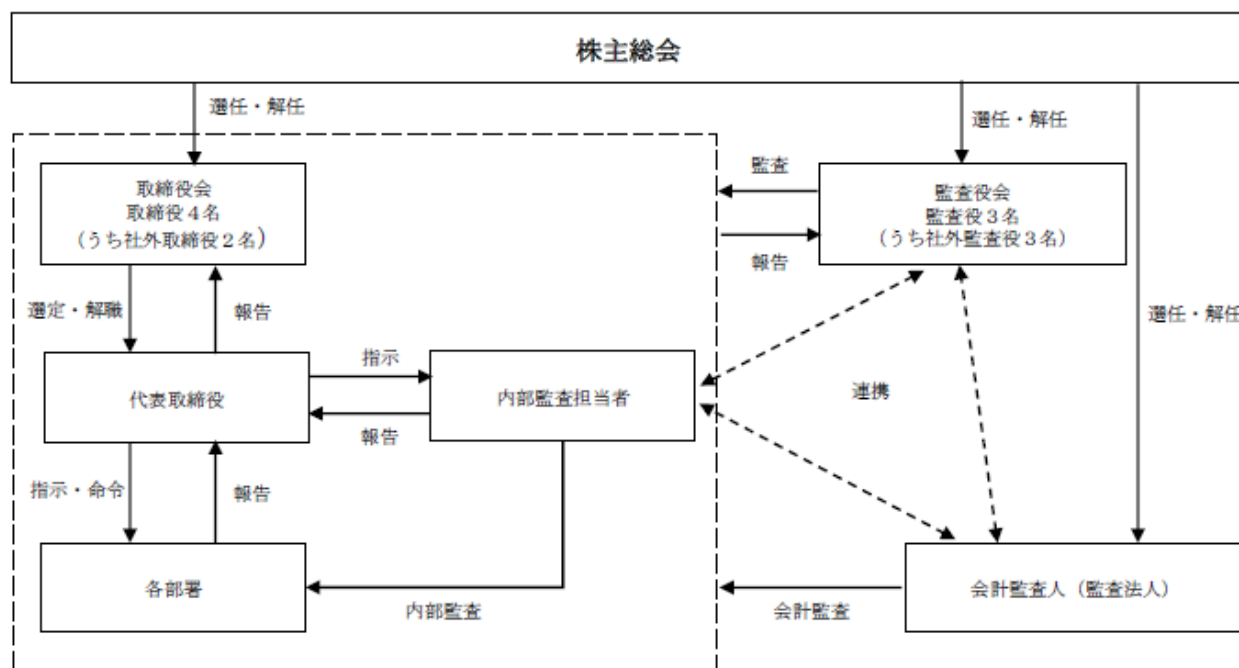 株主総会
選任・解任
選任・解任
監査
取締役会
取締役4名
(うち社外取締役2名)
監査役会
監査役3名
(うち社外監査役3名)
報告
選定・解職
報告
選任・解任
指示
代表取締役
内部監査担当者
連携
報告
指示・命令
報告
各部署
会計監査人(監査法人)
内部監査
会計監査